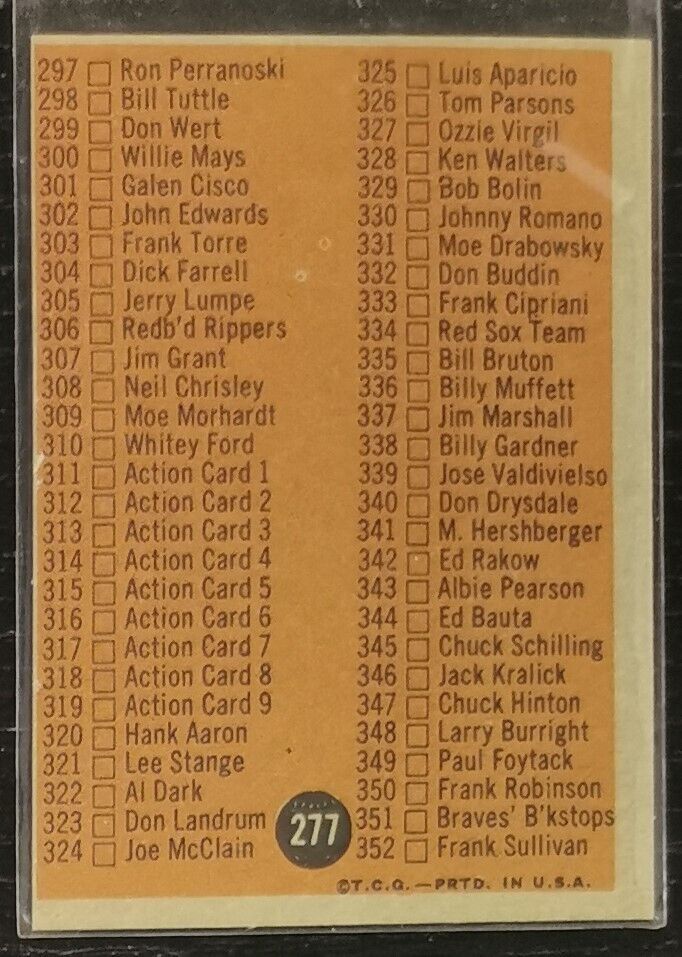 297 Ron Perranoski
298 Bill Tuttle
299 Don Wert
300 Willie Mays
301 Galen Cisco
302 John Edwards
303 Frank Torre
304 Dick Farrell
305 Jerry Lumpe
306 Redb'd Rippers
307 Jim Grant
308 Neil Chrisley
309 Moe Morhardt
310 Whitey Ford
311 Action Card 1
312 Action Card 2
313 Action Card 3
314 Action Card 4
315 Action Card 5
316 Action Card 6
317 Action Card 7
318 Action Card 8
319 Action Card 9
320 Hank Aaron
321 Lee Stange
322 Al Dark
323 Don Landrum
324 Joe McClain
325 Luis Aparicio
326 Tom Parsons
327 Ozzie Virgil
328 Ken Walters
329 Bob Bolin
330 Johnny Romano
331 Moe Drabowsky
332 Don Buddin
333 Frank Cipriani
334 Red Sox Team
335 Bill Bruton
336 Billy Muffett
337 Jim Marshall
338 Billy Gardner
339 José Valdivielso
340 Don Drysdale
341 M. Hershberger
342 Ed Rakow
343 Albie Pearson
344 Ed Bauta
345 Chuck Schilling
346 Jack Kralick
347 Chuck Hinton
348 Larry Burright
349 Paul Foytack
350 Frank Robinson
351 Braves' B'kstops
352 Frank Sullivan
277
©T.C.G.—PRTD. IN U.S.A.